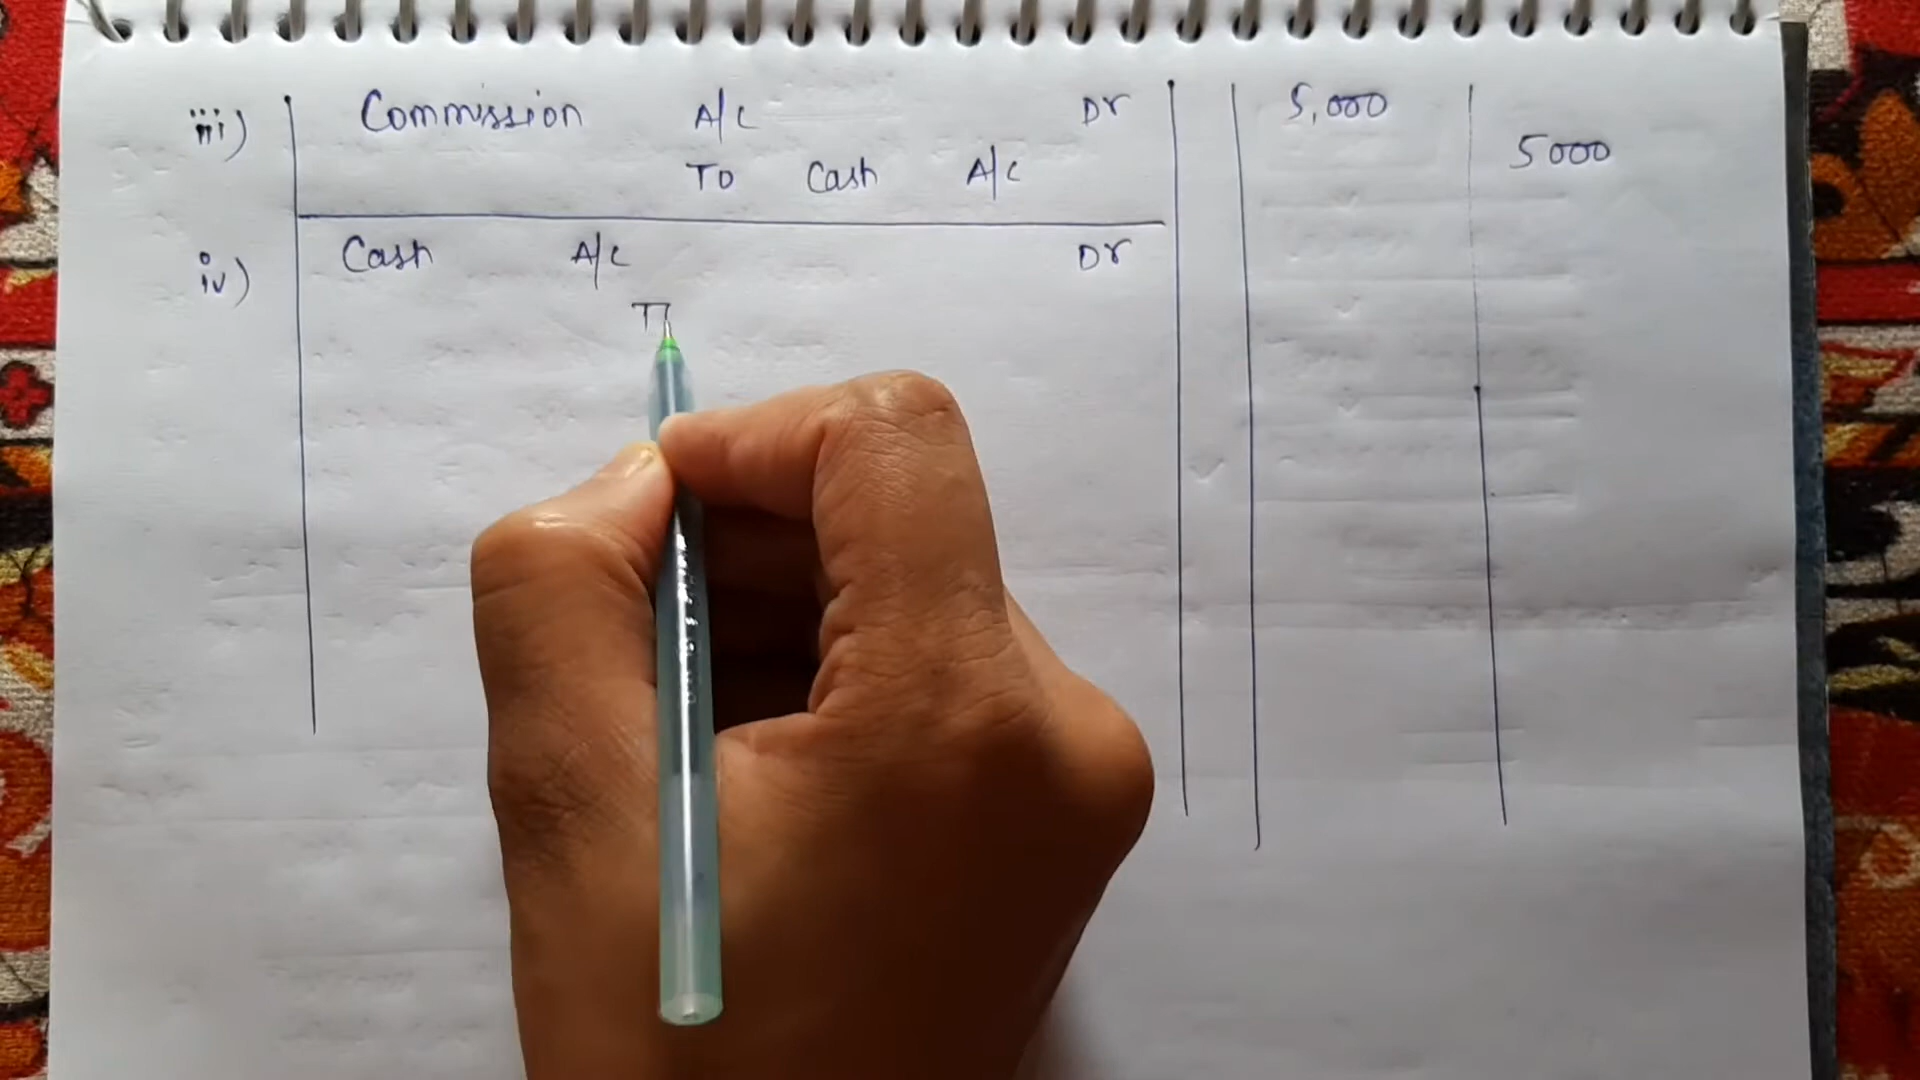 iii) Commission A/C Dr 5,000
To Cash A/C 5000
iv) Cash A/C Dr
T